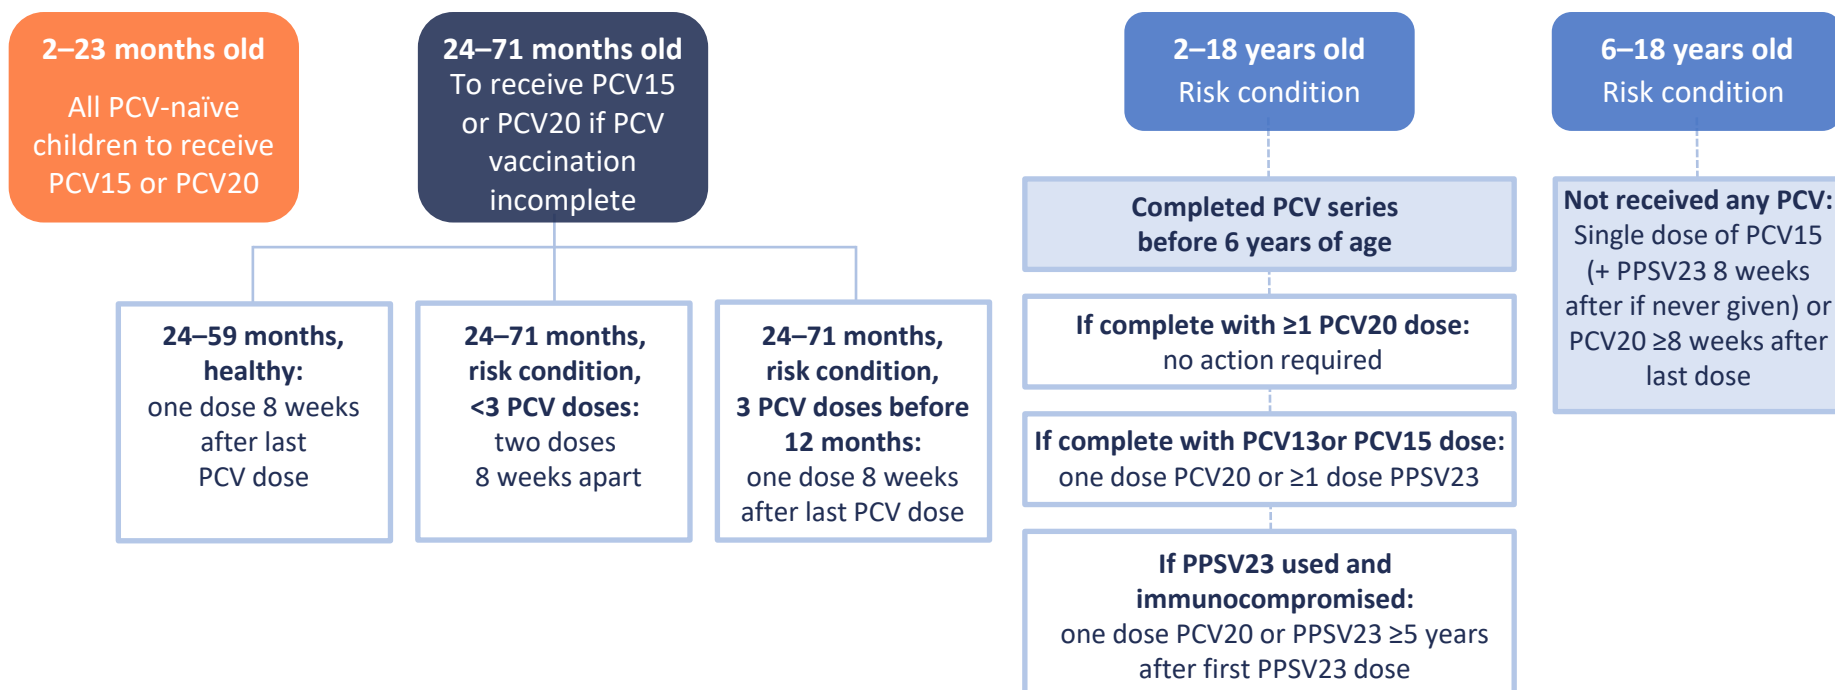 2–23 months old
All PCV-naïve
children to receive
PCV15 or PCV20
24–71 months old
To receive PCV15
or PCV20 if PCV
vaccination
incomplete
24–59 months,
healthy:
one dose 8 weeks
after last
PCV dose
24–71 months,
risk condition,
<3 PCV doses:
two doses
8 weeks apart
24–71 months,
risk condition,
3 PCV doses before
12 months:
one dose 8 weeks
after last PCV dose
2–18 years old
Risk condition
Completed PCV series
before 6 years of age
If complete with ≥1 PCV20 dose:
no action required
If complete with PCV13or PCV15 dose:
one dose PCV20 or ≥1 dose PPSV23
If PPSV23 used and
immunocompromised:
one dose PCV20 or PPSV23 ≥5 years
after first PPSV23 dose
6–18 years old
Risk condition
Not received any PCV:
Single dose of PCV15
(+ PPSV23 8 weeks
after if never given) or
PCV20 ≥8 weeks after
last dose